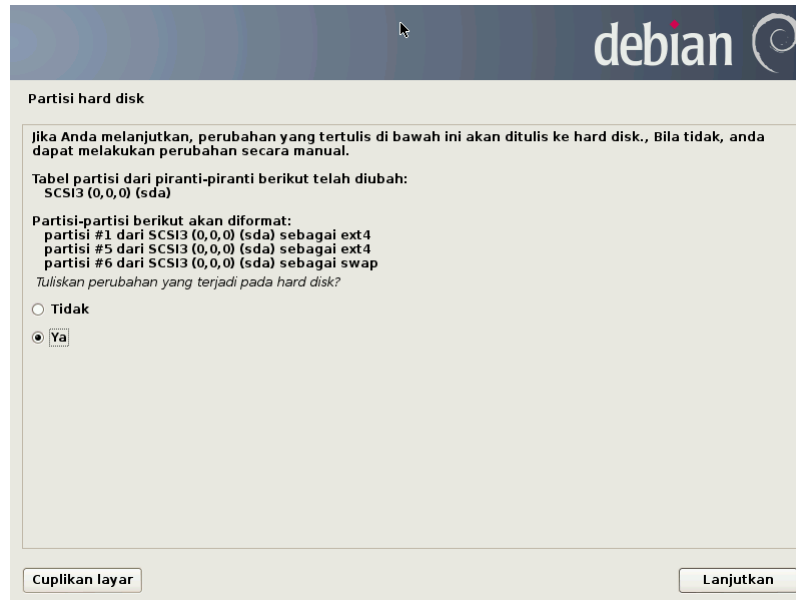 debian
Partisi hard disk
Jika Anda melanjutkan, perubahan yang tertulis di bawah ini akan ditulis ke hard disk., Bila tidak, anda
dapat melakukan perubahan secara manual.
Tabel partisi dari piranti-piranti berikut telah diubah:
SCSI3 (0,0,0) (sda)
Partisi-partisi berikut akan diformat:
partisi #1 dari SCSI3 (0,0,0) (sda) sebagai ext4
partisi #5 dari SCSI3 (0,0,0) (sda) sebagai ext4
partisi #6 dari SCSI3 (0,0,0) (sda) sebagai swap
Tuliskan perubahan yang terjadi pada hard disk?
Tidak
Ya
Cuplikan layar
Lanjutkan